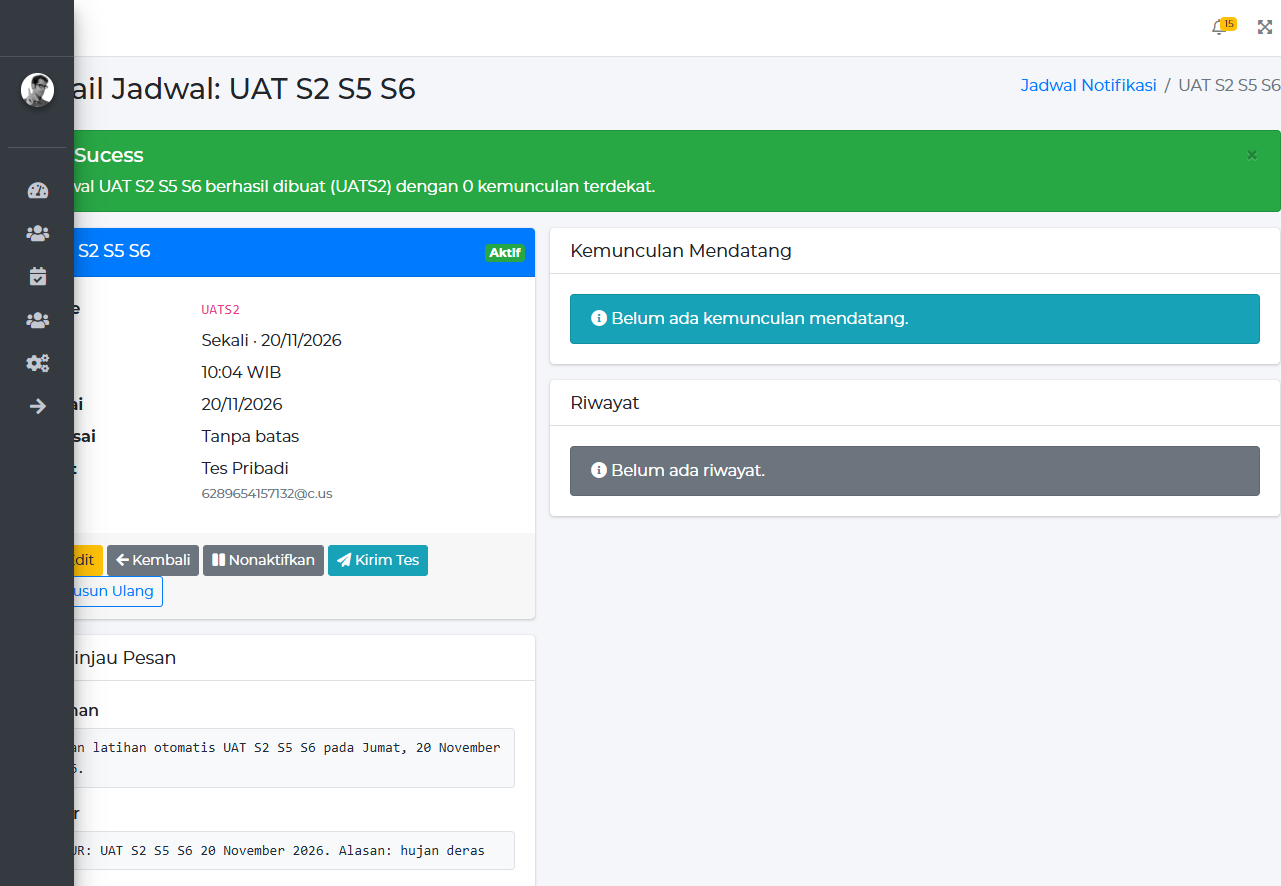 15
ail Jadwal: UAT S2 S5 S6
Jadwal Notifikasi / UAT S2 S5 S6
Sucess
×
wal UAT S2 S5 S6 berhasil dibuat (UATS2) dengan 0 kemunculan terdekat.
S2 S5 S6
Aktif
e
UATS2
Sekali · 20/11/2026
10:04 WIB
ai
20/11/2026
sai
Tanpa batas
:
Tes Pribadi
6289654157132@c.us
dit
Kembali
Nonaktifkan
Kirim Tes
usun Ulang
injau Pesan
nan
an latihan otomatis UAT S2 S5 S6 pada Jumat, 20 November
6.
r
UR: UAT S2 S5 S6 20 November 2026. Alasan: hujan deras
Kemunculan Mendatang
Belum ada kemunculan mendatang.
Riwayat
Belum ada riwayat.